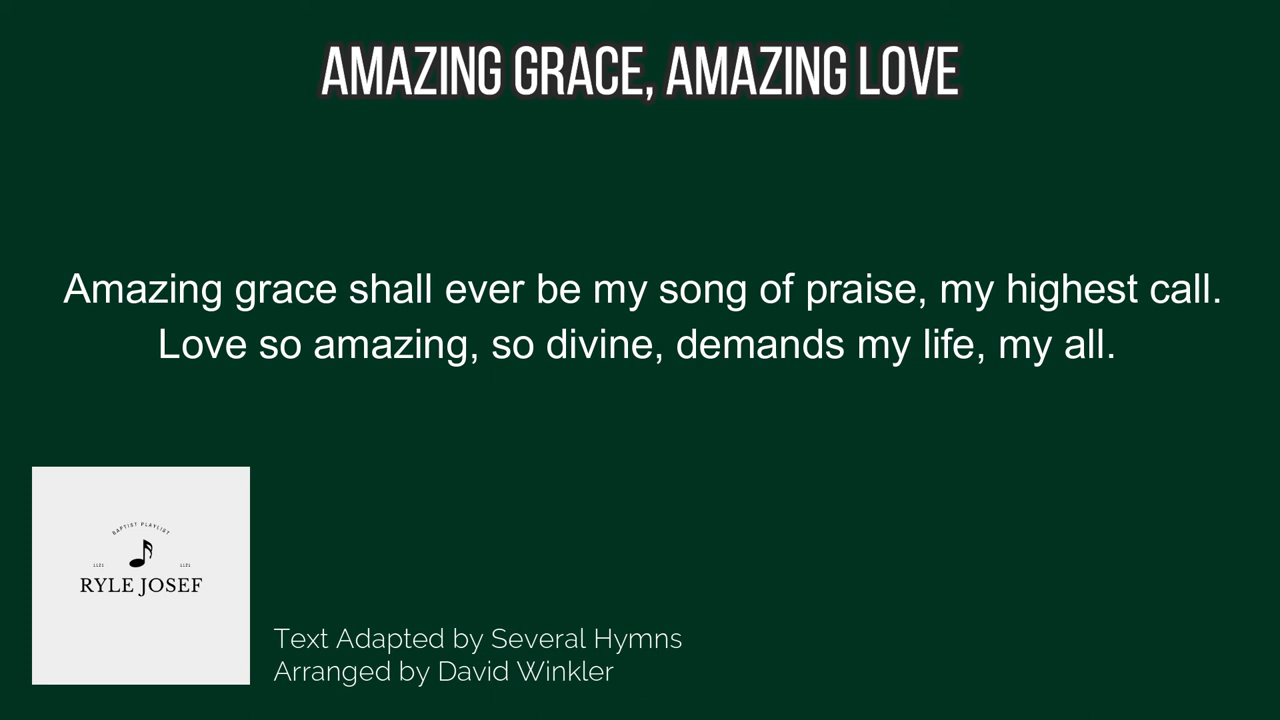 AMAZING GRACE, AMAZING LOVE
Amazing grace shall ever be my song of praise, my highest call.
Love so amazing, so divine, demands my life, my all.
BAPTIST PLAYLIST
1121 1121
RYLE JOSEF
Text Adapted by Several Hymns
Arranged by David Winkler